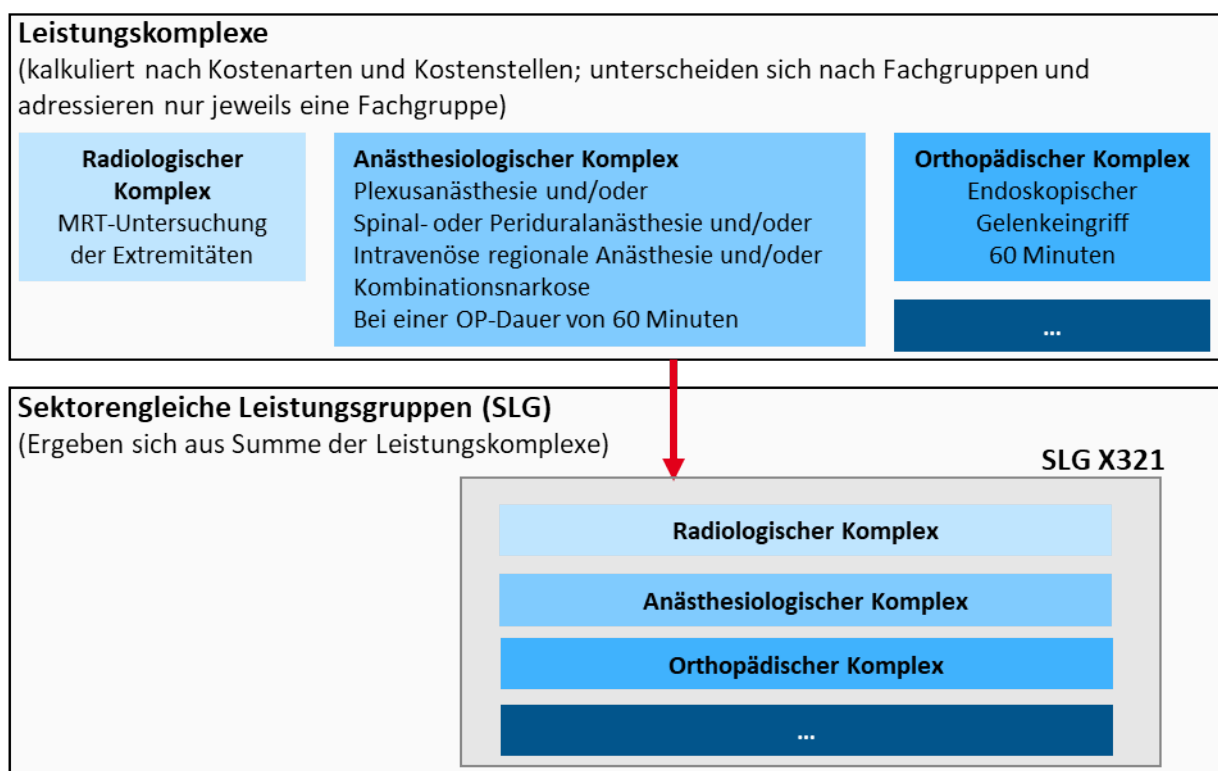 Leistungskomplexe
(kalkuliert nach Kostenarten und Kostenstellen; unterscheiden sich nach Fachgruppen und
adressieren nur jeweils eine Fachgruppe)
Radiologischer
Komplex
MRT-Untersuchung
der Extremitäten
Anästhesiologischer Komplex
Plexusanästhesie und/oder
Spinal- oder Periduralanästhesie und/oder
Intravenöse regionale Anästhesie und/oder
Kombinationsnarkose
Bei einer OP-Dauer von 60 Minuten
Orthopädischer Komplex
Endoskopischer
Gelenkeingriff
60 Minuten
...
Sektorengleiche Leistungsgruppen (SLG)
(Ergeben sich aus Summe der Leistungskomplexe)
SLG X321
Radiologischer Komplex
Anästhesiologischer Komplex
Orthopädischer Komplex
...